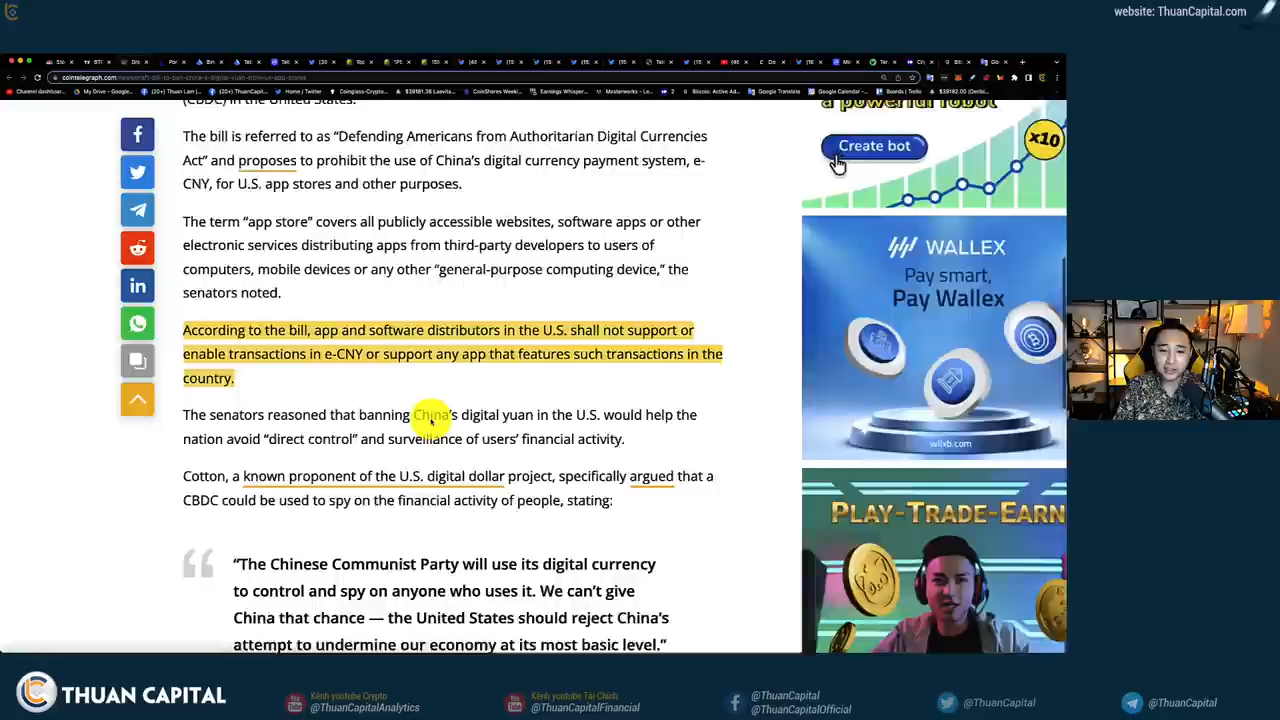 website: ThuanCapital.com
cointelegraph.com
(CBDC) in the United States.
The bill is referred to as “Defending Americans from Authoritarian Digital Currencies
Act” and proposes to prohibit the use of China’s digital currency payment system, e-
CNY, for U.S. app stores and other purposes.
The term “app store” covers all publicly accessible websites, software apps or other
electronic services distributing apps from third-party developers to users of
computers, mobile devices or any other “general-purpose computing device,” the
senators noted.
According to the bill, app and software distributors in the U.S. shall not support or
enable transactions in e-CNY or support any app that features such transactions in the
country.
The senators reasoned that banning China’s digital yuan in the U.S. would help the
nation avoid “direct control” and surveillance of users’ financial activity.
Cotton, a known proponent of the U.S. digital dollar project, specifically argued that a
CBDC could be used to spy on the financial activity of people, stating:
“The Chinese Communist Party will use its digital currency
to control and spy on anyone who uses it. We can’t give
China that chance — the United States should reject China’s
attempt to undermine our economy at its most basic level.”
a powerful robot
Create bot
x10
WALLEX
Pay smart,
Pay Wallex
wllxb.com
PLAY-TRADE-EARN
THUAN CAPITAL
Kênh youtube Crypto
@ThuanCapitalAnalytics
Kênh youtube Tài Chính
@ThuanCapitalFinancial
@ThuanCapital
@ThuanCapitalOfficial
@ThuanCapital
@ThuanCapital